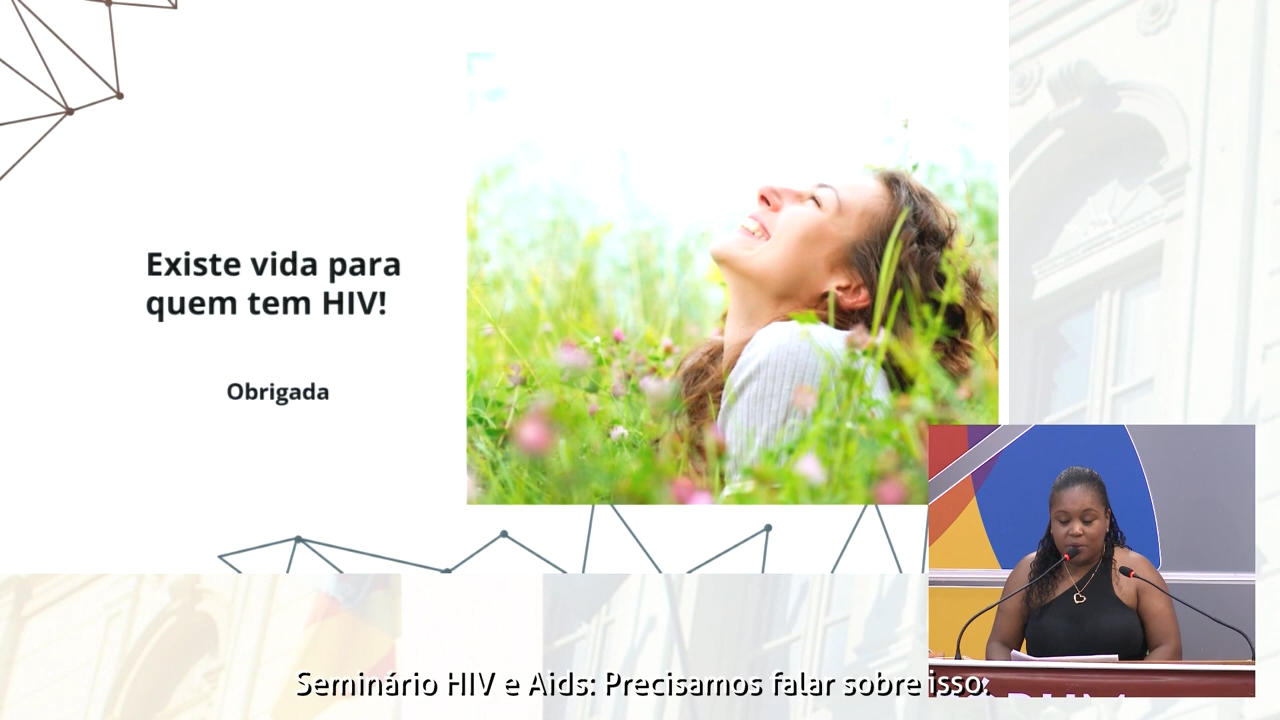 Existe vida para
quem tem HIV!
Obrigada
Seminário HIV e Aids: Precisamos falar sobre isso.